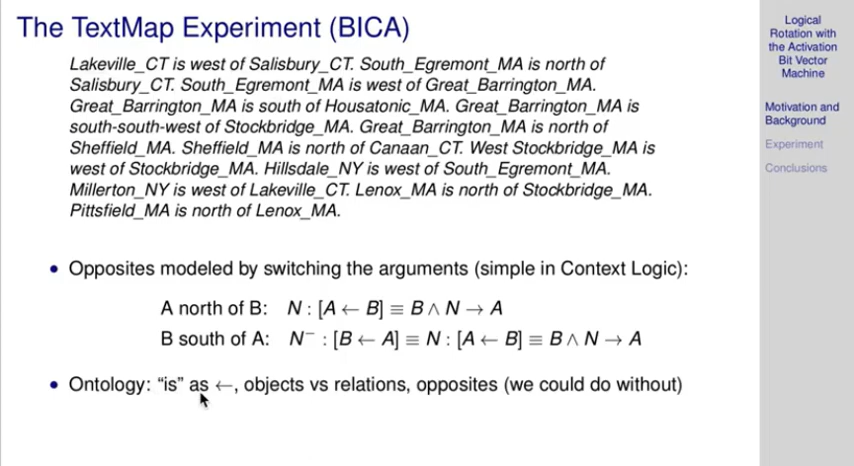 The TextMap Experiment (BICA)
Lakeville_CT is west of Salisbury_CT. South_Egremont_MA is north of
Salisbury_CT. South_Egremont_MA is west of Great_Barrington_MA.
Great_Barrington_MA is south of Housatonic_MA. Great_Barrington_MA is
south-south-west of Stockbridge_MA. Great_Barrington_MA is north of
Sheffield_MA. Sheffield_MA is north of Canaan_CT. West Stockbridge_MA is
west of Stockbridge_MA. Hillsdale_NY is west of South_Egremont_MA.
Millerton_NY is west of Lakeville_CT. Lenox_MA is north of Stockbridge_MA.
Pittsfield_MA is north of Lenox_MA.
• Opposites modeled by switching the arguments (simple in Context Logic):
A north of B: N : [A ← B] ≡ B ∧ N → A
B south of A: N⁻ : [B ← A] ≡ N : [A ← B] ≡ B ∧ N → A
• Ontology: “is” as ←, objects vs relations, opposites (we could do without)
Logical
Rotation with
the Activation
Bit Vector
Machine
Motivation and
Background
Experiment
Conclusions